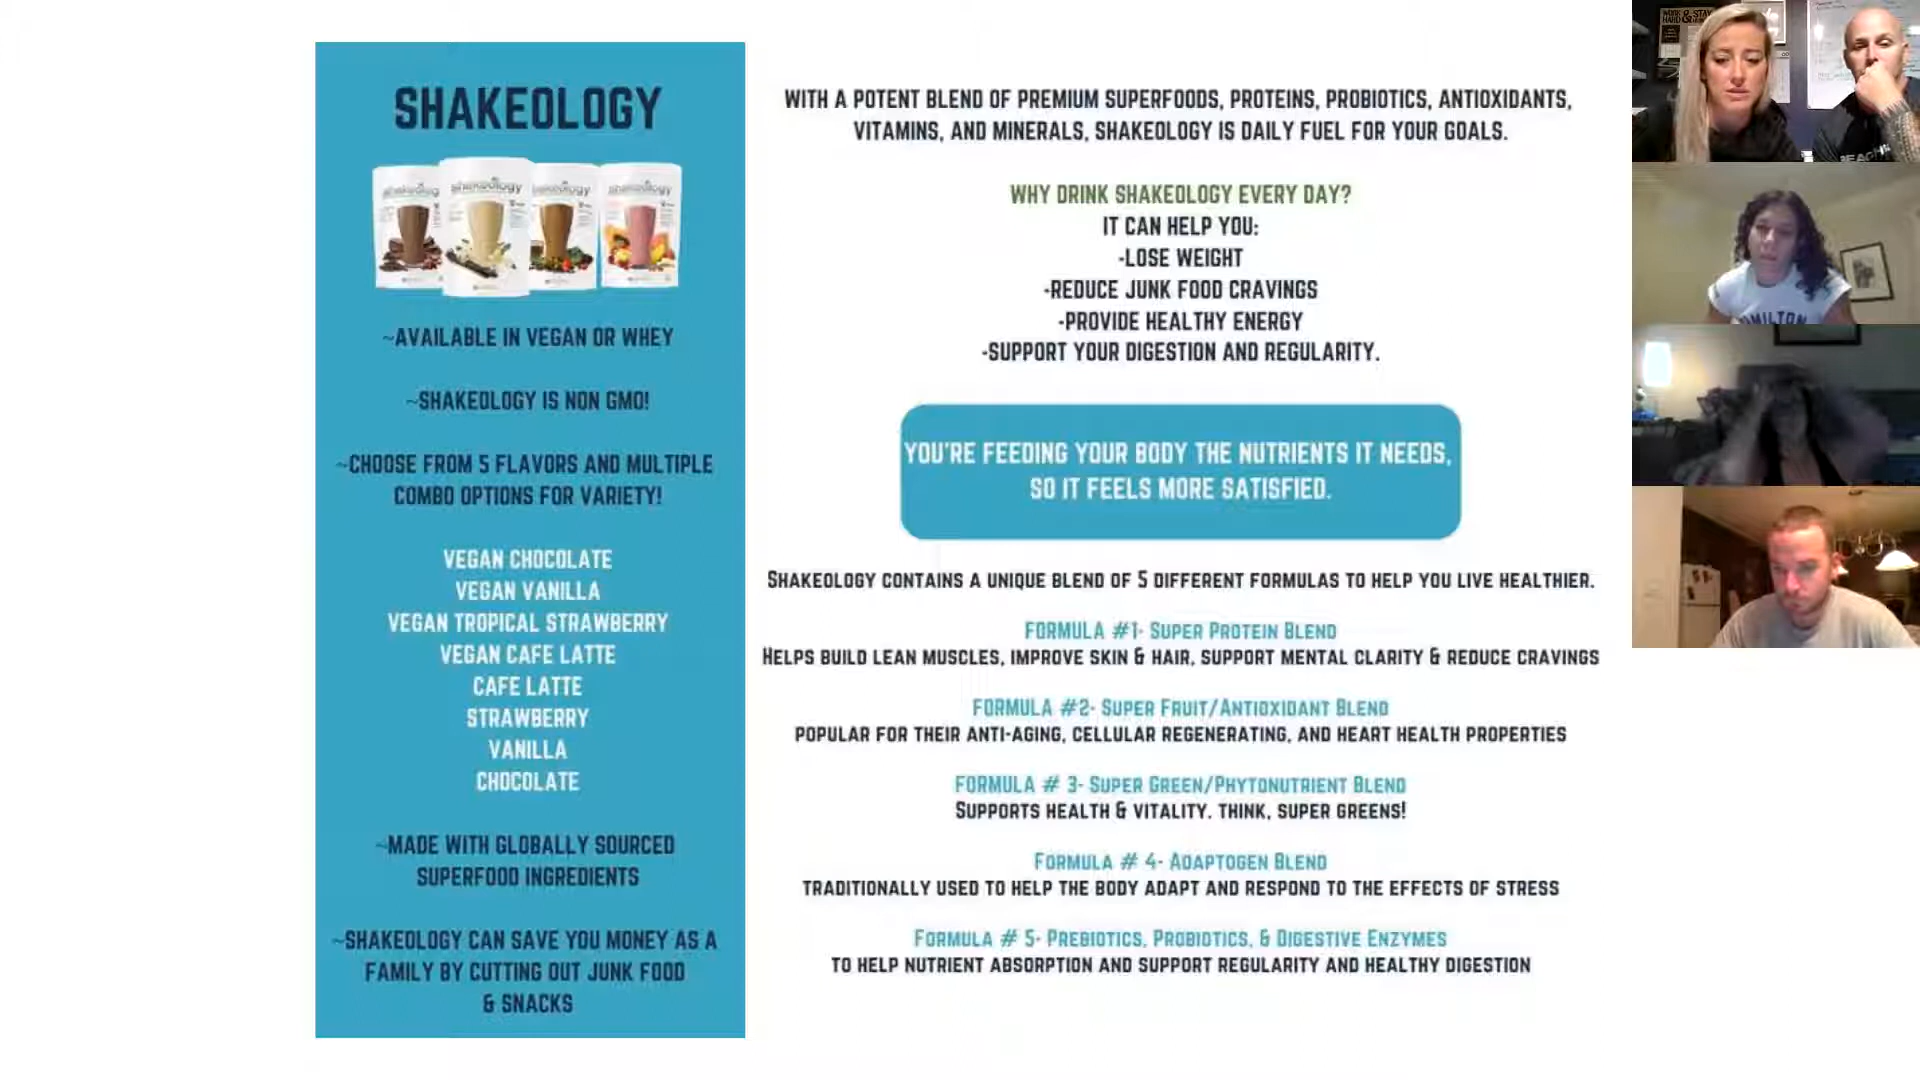 SHAKEOLOGY
shakeology shakeology shakeology shakeology
~AVAILABLE IN VEGAN OR WHEY
~SHAKEOLOGY IS NON GMO!
~CHOOSE FROM 5 FLAVORS AND MULTIPLE
COMBO OPTIONS FOR VARIETY!
VEGAN CHOCOLATE
VEGAN VANILLA
VEGAN TROPICAL STRAWBERRY
VEGAN CAFE LATTE
CAFE LATTE
STRAWBERRY
VANILLA
CHOCOLATE
~MADE WITH GLOBALLY SOURCED
SUPERFOOD INGREDIENTS
~SHAKEOLOGY CAN SAVE YOU MONEY AS A
FAMILY BY CUTTING OUT JUNK FOOD
& SNACKS
WITH A POTENT BLEND OF PREMIUM SUPERFOODS, PROTEINS, PROBIOTICS, ANTIOXIDANTS,
VITAMINS, AND MINERALS, SHAKEOLOGY IS DAILY FUEL FOR YOUR GOALS.
WHY DRINK SHAKEOLOGY EVERY DAY?
IT CAN HELP YOU:
-LOSE WEIGHT
-REDUCE JUNK FOOD CRAVINGS
-PROVIDE HEALTHY ENERGY
-SUPPORT YOUR DIGESTION AND REGULARITY.
YOU'RE FEEDING YOUR BODY THE NUTRIENTS IT NEEDS,
SO IT FEELS MORE SATISFIED.
SHAKEOLOGY CONTAINS A UNIQUE BLEND OF 5 DIFFERENT FORMULAS TO HELP YOU LIVE HEALTHIER.
FORMULA #1- SUPER PROTEIN BLEND
HELPS BUILD LEAN MUSCLES, IMPROVE SKIN & HAIR, SUPPORT MENTAL CLARITY & REDUCE CRAVINGS
FORMULA #2- SUPER FRUIT/ANTIOXIDANT BLEND
POPULAR FOR THEIR ANTI-AGING, CELLULAR REGENERATING, AND HEART HEALTH PROPERTIES
FORMULA # 3- SUPER GREEN/PHYTONUTRIENT BLEND
SUPPORTS HEALTH & VITALITY. THINK, SUPER GREENS!
FORMULA # 4- ADAPTOGEN BLEND
TRADITIONALLY USED TO HELP THE BODY ADAPT AND RESPOND TO THE EFFECTS OF STRESS
FORMULA # 5- PREBIOTICS, PROBIOTICS, & DIGESTIVE ENZYMES
TO HELP NUTRIENT ABSORPTION AND SUPPORT REGULARITY AND HEALTHY DIGESTION
WORK & STAY
HARD